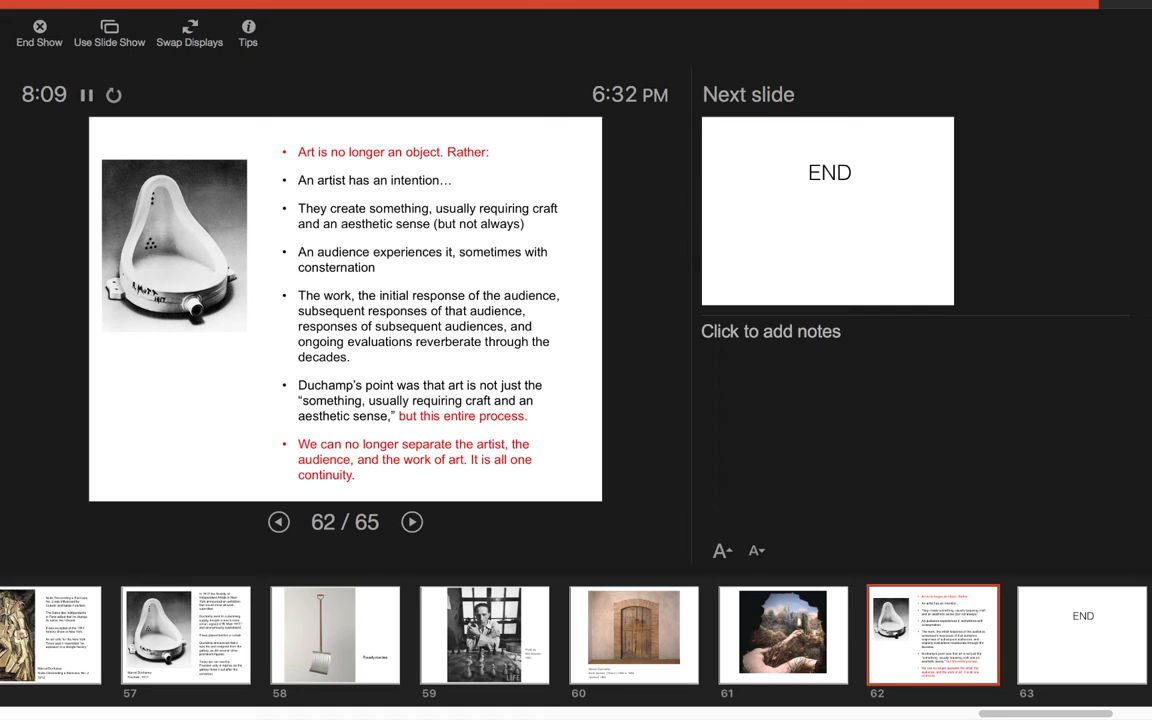 End Show
Use Slide Show
Swap Displays
Tips
8:09
6:32 PM
Next slide
• Art is no longer an object. Rather:
• An artist has an intention…
• They create something, usually requiring craft
and an aesthetic sense (but not always)
• An audience experiences it, sometimes with
consternation
• The work, the initial response of the audience,
subsequent responses of that audience,
responses of subsequent audiences, and
ongoing evaluations reverberate through the
decades.
• Duchamp’s point was that art is not just the
“something, usually requiring craft and an
aesthetic sense,” but this entire process.
• We can no longer separate the artist, the
audience, and the work of art. It is all one
continuity.
R. MUTT
1917
END
Click to add notes
62 / 65
A A
LIFE
END
57
58
59
60
61
62
63